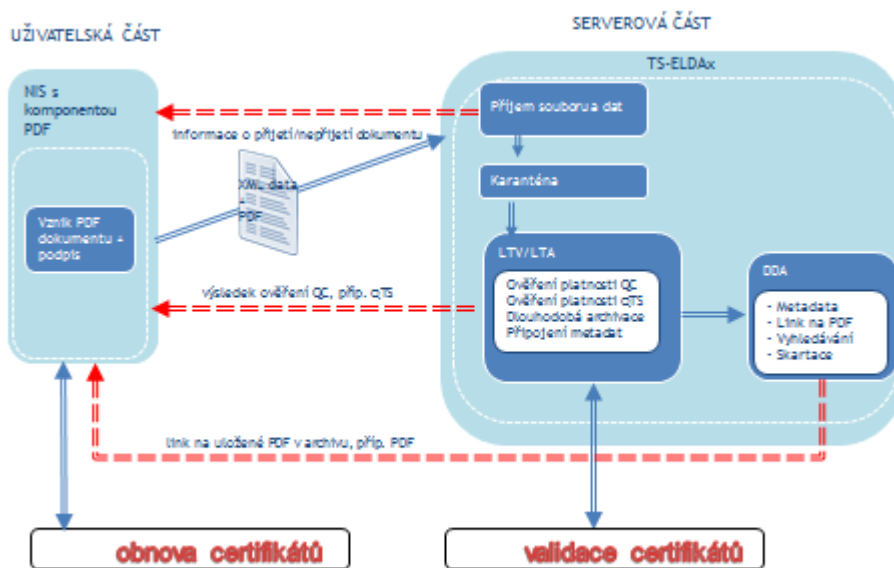 UŽIVATELSKÁ ČÁST
SERVEROVÁ ČÁST
TS-ELDAx
NIS s
komponentou
PDF
Příjem souboru a dat
informace o přijetí/nepřijetí dokumentu
XML data
+
PDF
Karanténa
Vznik PDF
dokumentu +
podpis
LTV/LTA
Ověření platnosti QC
Ověření platnosti qTS
Dlouhodobá archivace
Připojení metadat
DDA
- Metadata
- Link na PDF
- Vyhledávání
- Skartace
výsledek ověření QC, příp. qTS
link na uložené PDF v archivu, příp. PDF
obnova certifikátů
validace certifikátů